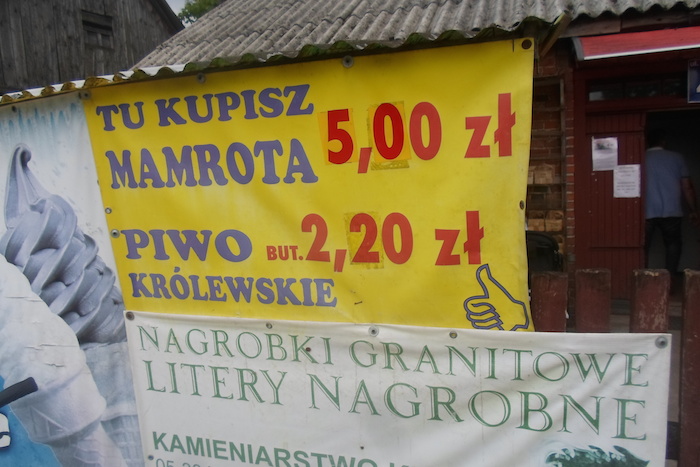 TU KUPISZ
MAMROTA 5,00 zł
PIWO BUT. 2,20 zł
KRÓLEWSKIE
NAGROBKI GRANITOWE
LITERY NAGROBNE
KAMIENIARSTWO